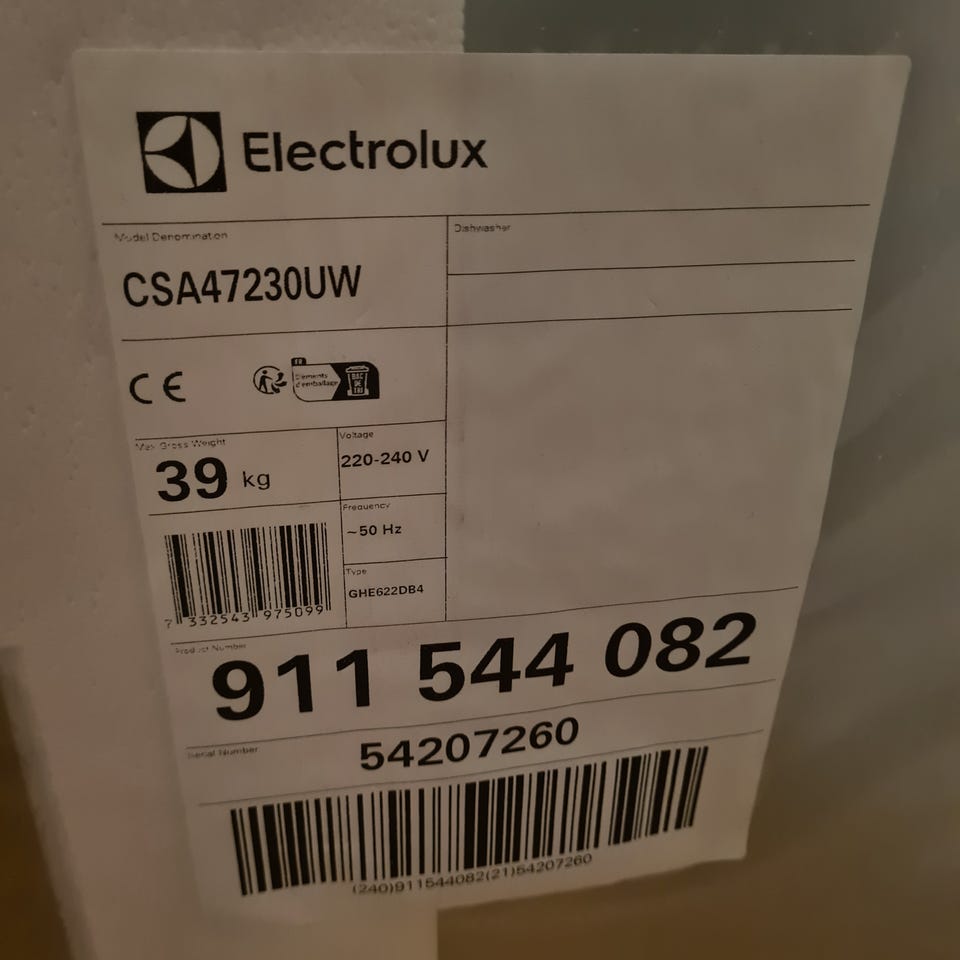 Electrolux
Model Denomination
Dishwasher
CSA47230UW
CE
FR
Éléments
d'emballage
BAC
DE
TRI
Max Gross Weight
39 kg
Voltage
220-240 V
Frequency
~50 Hz
Type
GHE622DB4
7 332543 975099
Product Number
911 544 082
Serial Number
54207260
(240)911544082(21)54207260